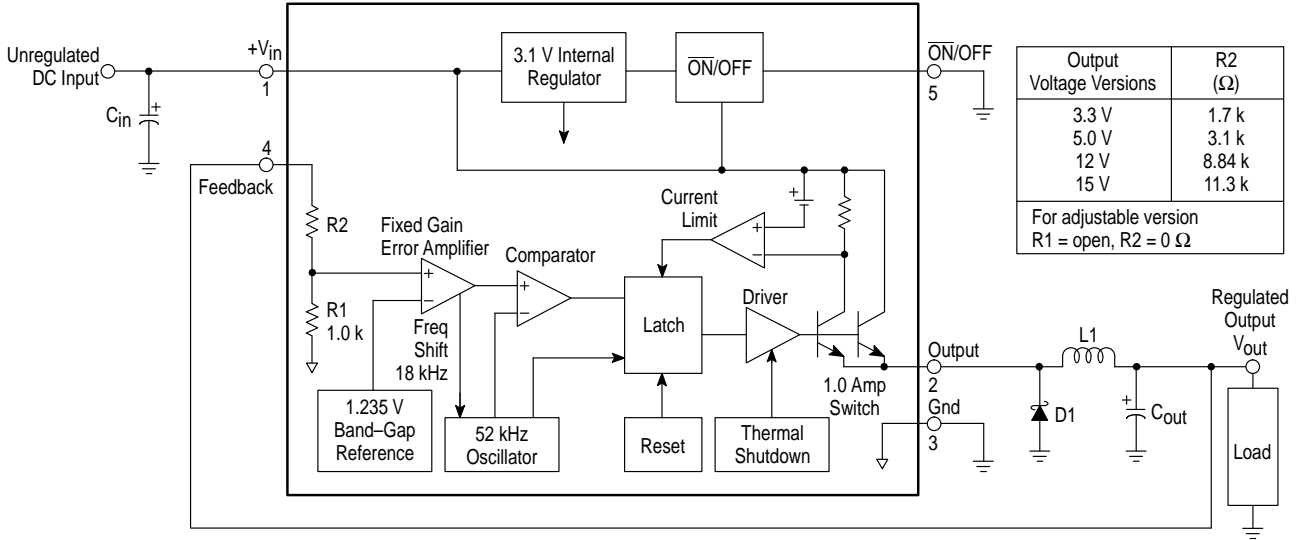 Unregulated
DC Input
Cin
+
+Vin
1
4
Feedback
3.1 V Internal
Regulator
ON/OFF
ON/OFF
5
R2
R1
1.0 k
Fixed Gain
Error Amplifier
+
−
Freq
Shift
18 kHz
Comparator
+
−
Current
Limit
+
−
+
Latch
Driver
1.0 Amp
Switch
1.235 V
Band–Gap
Reference
52 kHz
Oscillator
Reset
Thermal
Shutdown
Output
2
Gnd
3
L1
D1
+
Cout
Regulated
Output
Vout
Load
Output
Voltage Versions
R2
(Ω)
3.3 V
1.7 k
5.0 V
3.1 k
12 V
8.84 k
15 V
11.3 k
For adjustable version
R1 = open, R2 = 0 Ω